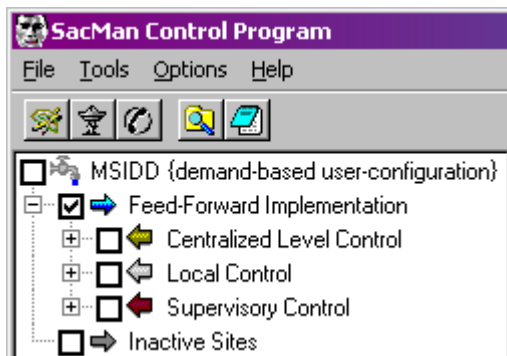 SacMan Control Program
File Tools Options Help
MSIDD {demand-based user-configuration}
Feed-Forward Implementation
Centralized Level Control
Local Control
Supervisory Control
Inactive Sites